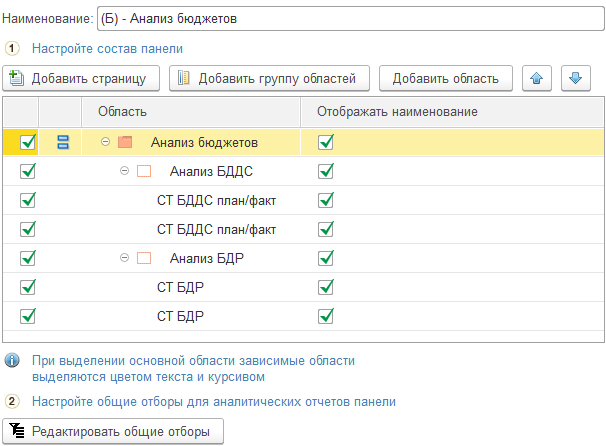 Наименование: (Б) - Анализ бюджетов
1 Настройте состав панели
Добавить страницу Добавить группу областей Добавить область
Область Отображать наименование
Анализ бюджетов
Анализ БДДС
СТ БДДС план/факт
СТ БДДС план/факт
Анализ БДР
СТ БДР
СТ БДР
При выделении основной области зависимые области
выделяются цветом текста и курсивом
2 Настройте общие отборы для аналитических отчетов панели
Редактировать общие отборы